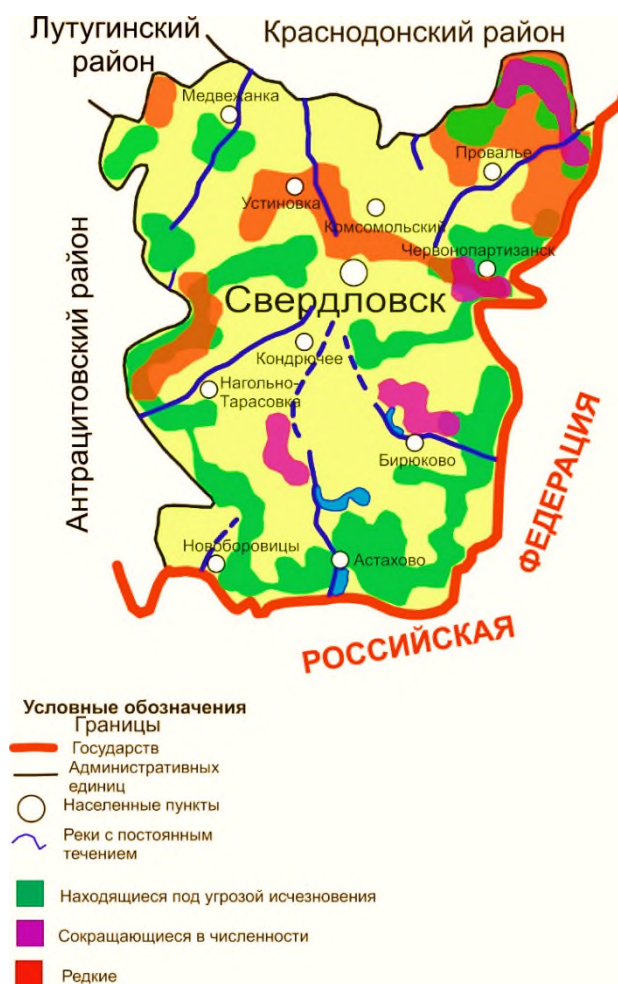 Лутугинский
район
Краснодонский район
Медвежанка
Провалье
Устиновка
Комсомольский
Червонопартизанск
Антрацитовский район
Свердловск
Кондрючее
Нагольно-
Тарасовка
Бирюково
ФЕДЕРАЦИЯ
Новоборовицы
Астахово
РОССИЙСКАЯ
Условные обозначения
Границы
Государств
Административных
единиц
Населенные пункты
Реки с постоянным
течением
Находящиеся под угрозой исчезновения
Сокращающиеся в численности
Редкие